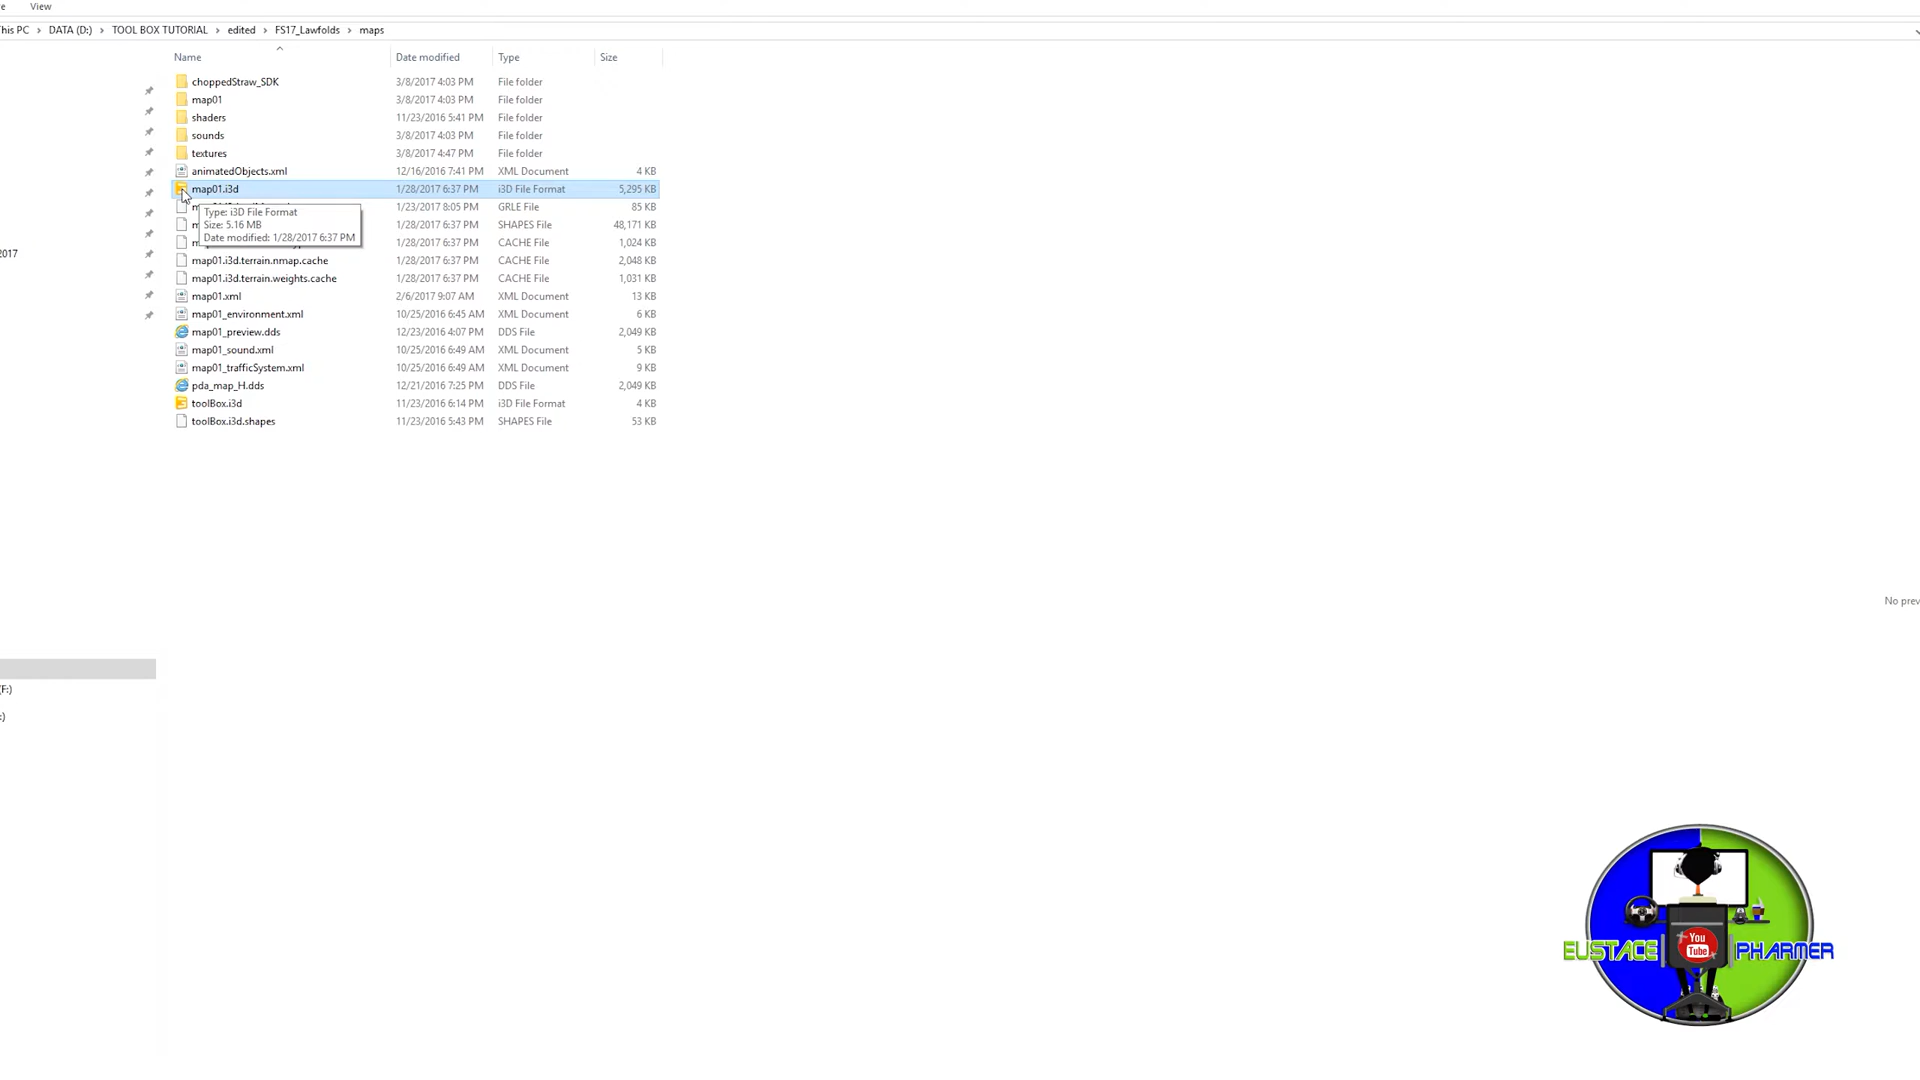 View
This PC > DATA (D:) > TOOL BOX TUTORIAL > edited > FS17_Lawfolds > maps
Name Date modified Type Size
choppedStraw_SDK 3/8/2017 4:03 PM File folder
map01 3/8/2017 4:03 PM File folder
shaders 11/23/2016 5:41 PM File folder
sounds 3/8/2017 4:03 PM File folder
textures 3/8/2017 4:47 PM File folder
animatedObjects.xml 12/16/2016 7:41 PM XML Document 4 KB
map01.i3d 1/28/2017 6:37 PM i3D File Format 5,295 KB
1/23/2017 8:05 PM GRLE File 85 KB
Type: i3D File Format
Size: 5.16 MB
Date modified: 1/28/2017 6:37 PM
1/28/2017 6:37 PM SHAPES File 48,171 KB
1/28/2017 6:37 PM CACHE File 1,024 KB
2017
map01.i3d.terrain.nmap.cache 1/28/2017 6:37 PM CACHE File 2,048 KB
map01.i3d.terrain.weights.cache 1/28/2017 6:37 PM CACHE File 1,031 KB
map01.xml 2/6/2017 9:07 AM XML Document 13 KB
map01_environment.xml 10/25/2016 6:45 AM XML Document 6 KB
map01_preview.dds 12/23/2016 4:07 PM DDS File 2,049 KB
map01_sound.xml 10/25/2016 6:49 AM XML Document 5 KB
map01_trafficSystem.xml 10/25/2016 6:49 AM XML Document 9 KB
pda_map_H.dds 12/21/2016 7:25 PM DDS File 2,049 KB
toolBox.i3d 11/23/2016 6:14 PM i3D File Format 4 KB
toolBox.i3d.shapes 11/23/2016 5:43 PM SHAPES File 53 KB
No prev
(F:)
:)
EUSTACE You Tube PHARMER